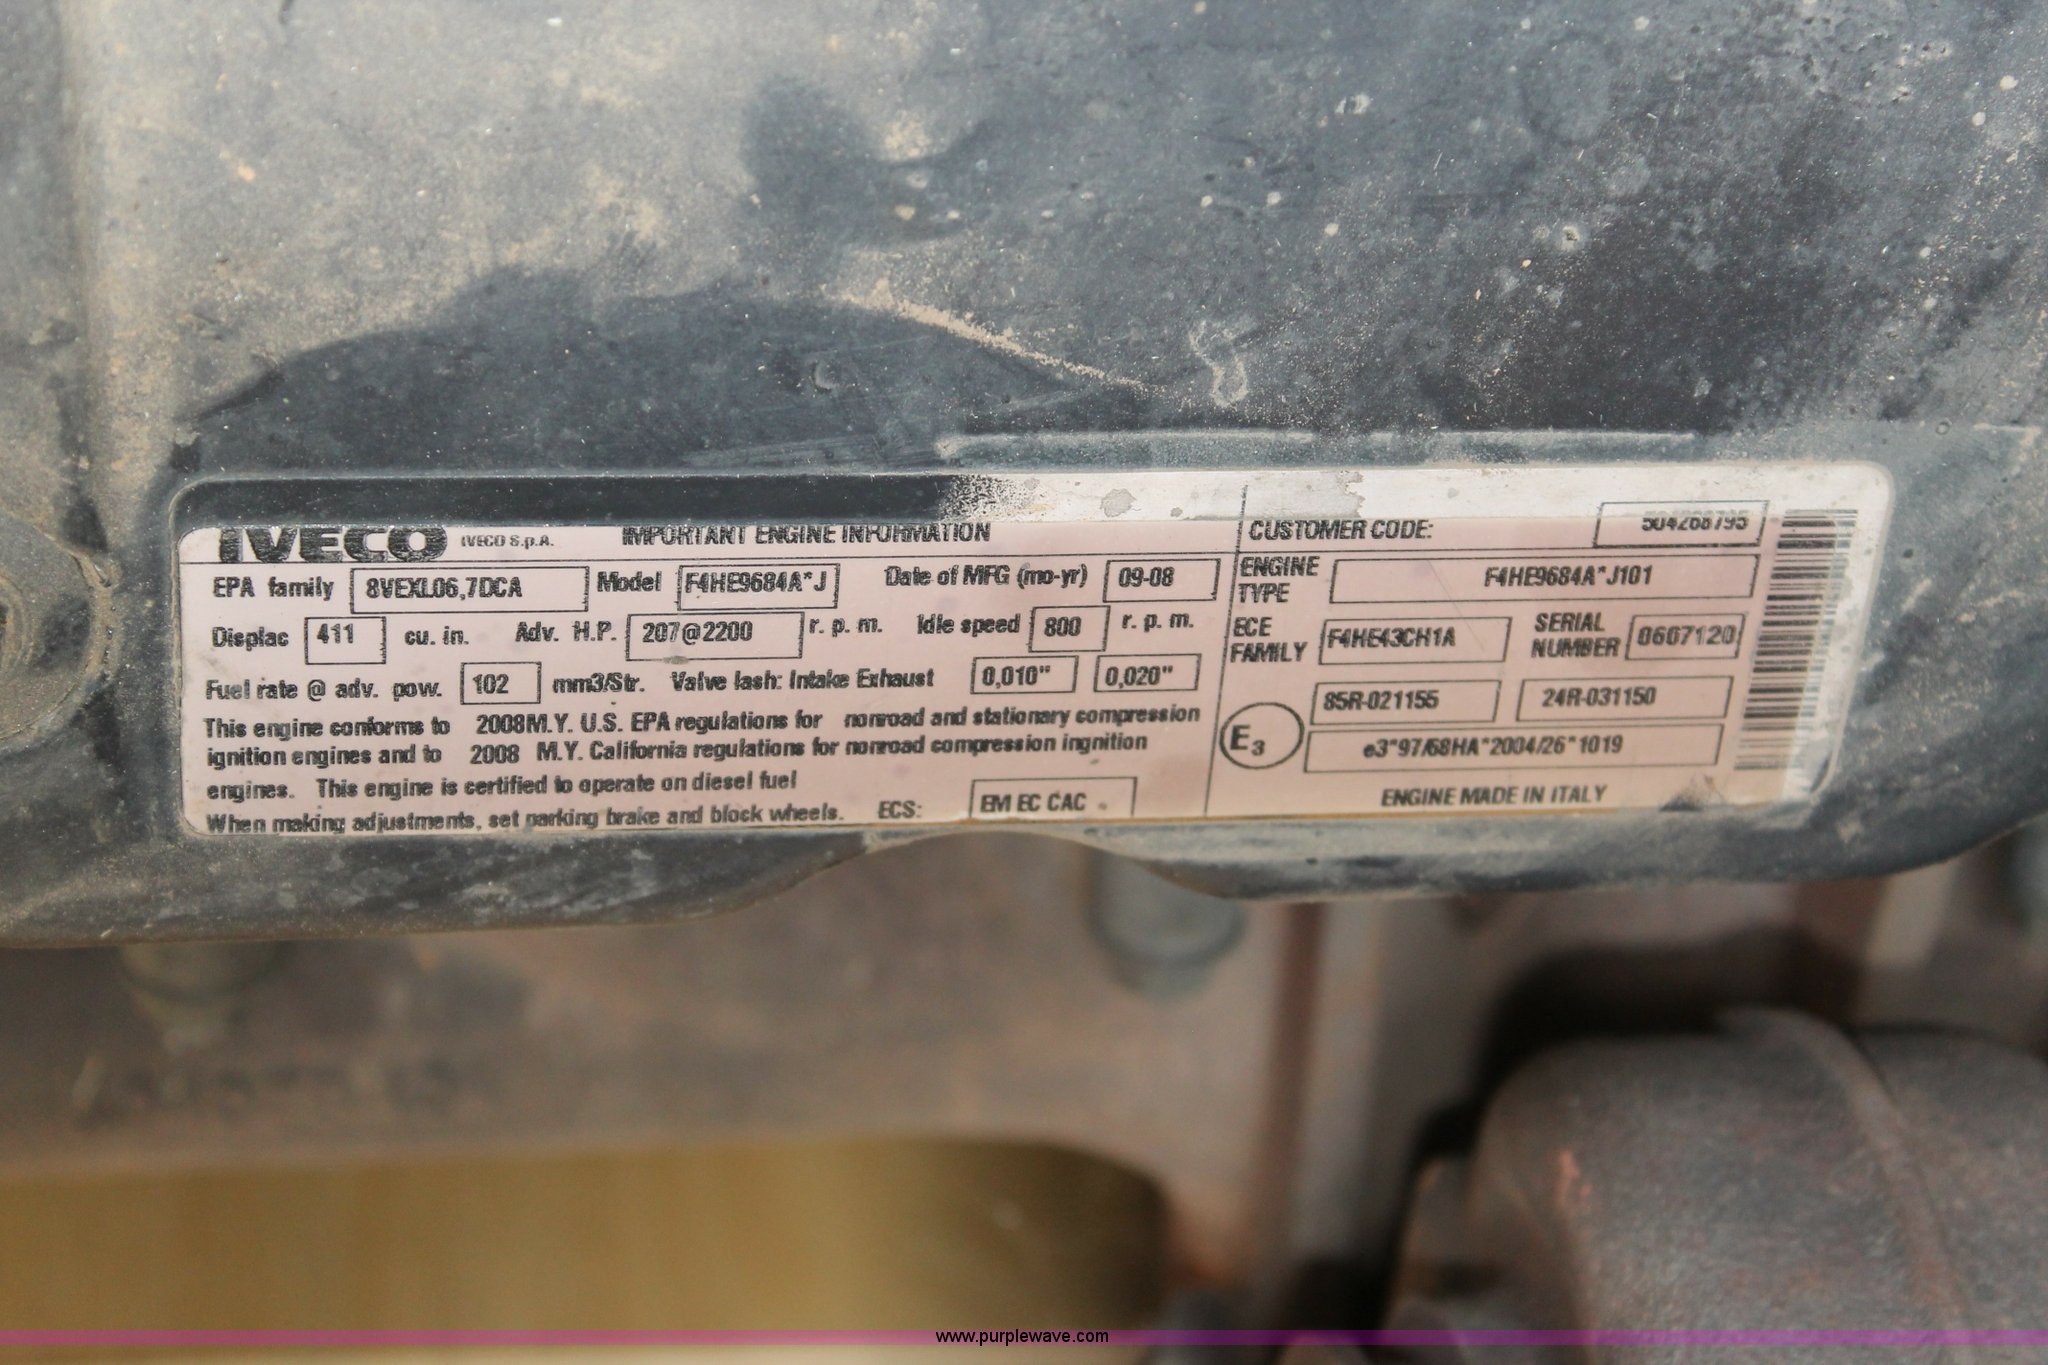 IVECO IVECO S.p.A. IMPORTANT ENGINE INFORMATION
EPA family 8VEXL06,7DCA Model F4HE9684A*J Date of MFG (mo-yr) 09-08
Displac 411 cu. in. Adv. H.P. 207@2200 r. p. m. Idle speed 800 r. p. m.
Fuel rate @ adv. pow. 102 mm3/Str. Valve lash: Intake Exhaust 0,010" 0,020"
This engine conforms to 2008M.Y. U.S. EPA regulations for nonroad and stationary compression
ignition engines and to 2008 M.Y. California regulations for nonroad compression ingnition
engines. This engine is certified to operate on diesel fuel
When making adjustments, set parking brake and block wheels. ECS: EM EC CAC
CUSTOMER CODE: 504268795
ENGINE TYPE F4HE9684A*J101
ECE FAMILY F4HE43CH1A SERIAL NUMBER 0607120
E3 85R-021155 24R-031150
e3*97/68HA*2004/26*1019
ENGINE MADE IN ITALY
www.purplewave.com